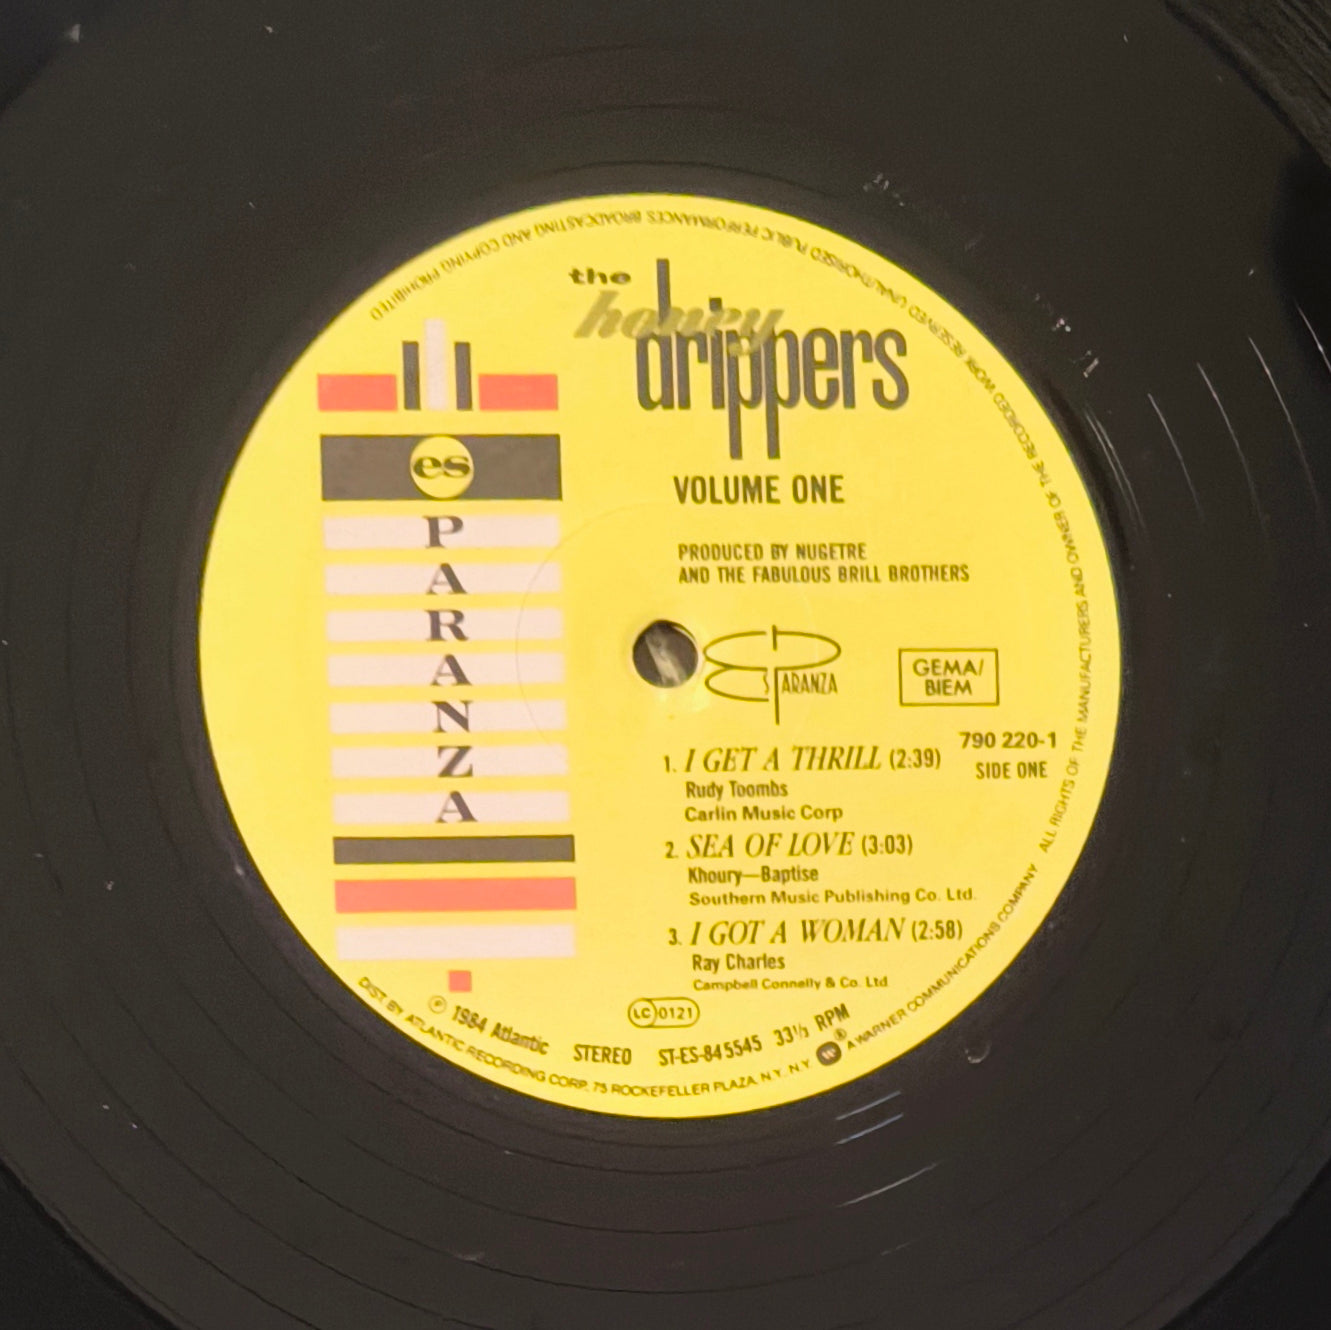 the
honey
drippers
VOLUME ONE
PRODUCED BY NUGETRE
AND THE FABULOUS BRILL BROTHERS
es
P
A
R
A
N
Z
A
ES PARANZA
GEMA/
BIEM
790 220-1
SIDE ONE
1. I GET A THRILL (2:39)
Rudy Toombs
Carlin Music Corp
2. SEA OF LOVE (3:03)
Khoury—Baptise
Southern Music Publishing Co. Ltd.
3. I GOT A WOMAN (2:58)
Ray Charles
Campbell Connelly & Co. Ltd
LC 0121
℗ 1984 Atlantic STEREO ST-ES-845545 33⅓ RPM
DIST. BY ATLANTIC RECORDING CORP. 75 ROCKEFELLER PLAZA. N.Y. N.Y. W® A WARNER COMMUNICATIONS COMPANY
ALL RIGHTS OF THE MANUFACTURERS AND OWNER OF THE RECORDED WORK RESERVED UNAUTHORISED PUBLIC PERFORMANCES BROADCASTING AND COPYING PROHIBITED